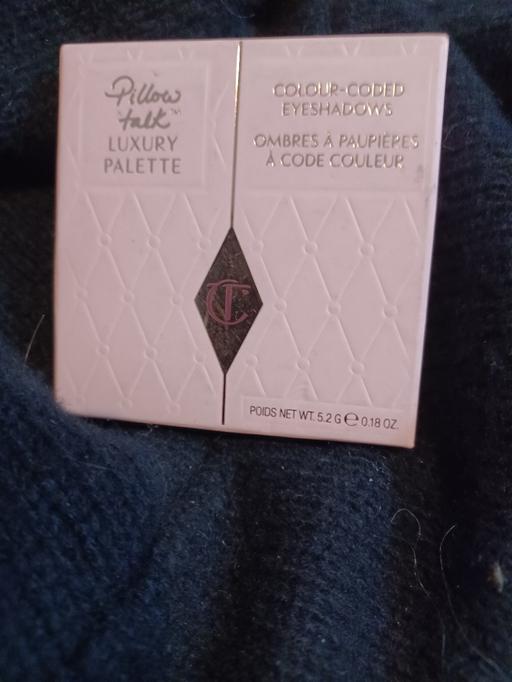 Pillow
talk™
LUXURY
PALETTE
COLOUR-CODED
EYESHADOWS
OMBRES À PAUPIÈRES
À CODE COULEUR
CT
POIDS NET WT. 5.2 G ℮ 0.18 OZ.